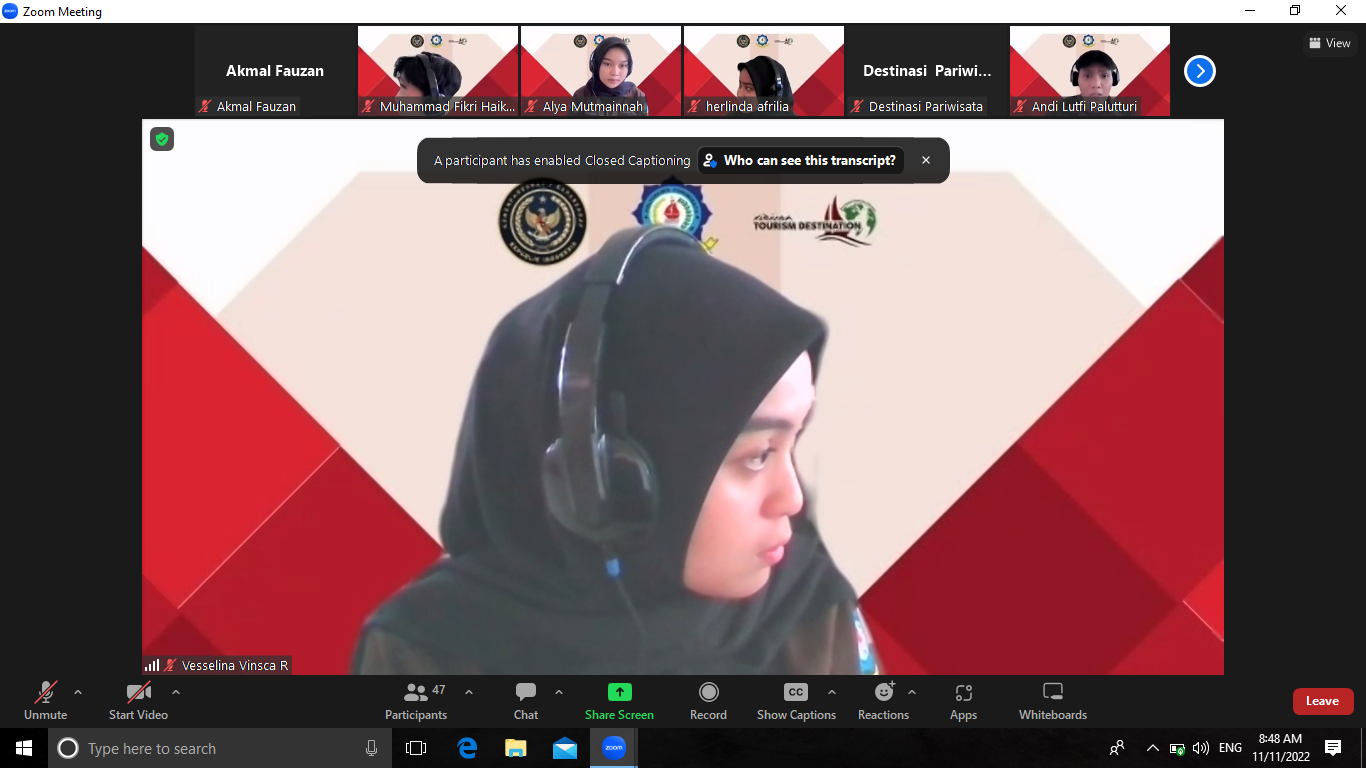 Zoom Meeting
Akmal Fauzan
Destinasi Pariwi...
View
Akmal Fauzan
Muhammad Fikri Haik...
Alya Mutmainnah
herlinda afrilia
Destinasi Pariwisata
Andi Lutfi Palutturi
A participant has enabled Closed Captioning
Who can see this transcript?
TOURISM DESTINATION
REPUBLIK INDONESIA
Vesselina Vinsca R
47
CC
Unmute
Start Video
Participants
Chat
Share Screen
Record
Show Captions
Reactions
Apps
Whiteboards
Leave
Type here to search
zoom
ENG
8:48 AM
11/11/2022